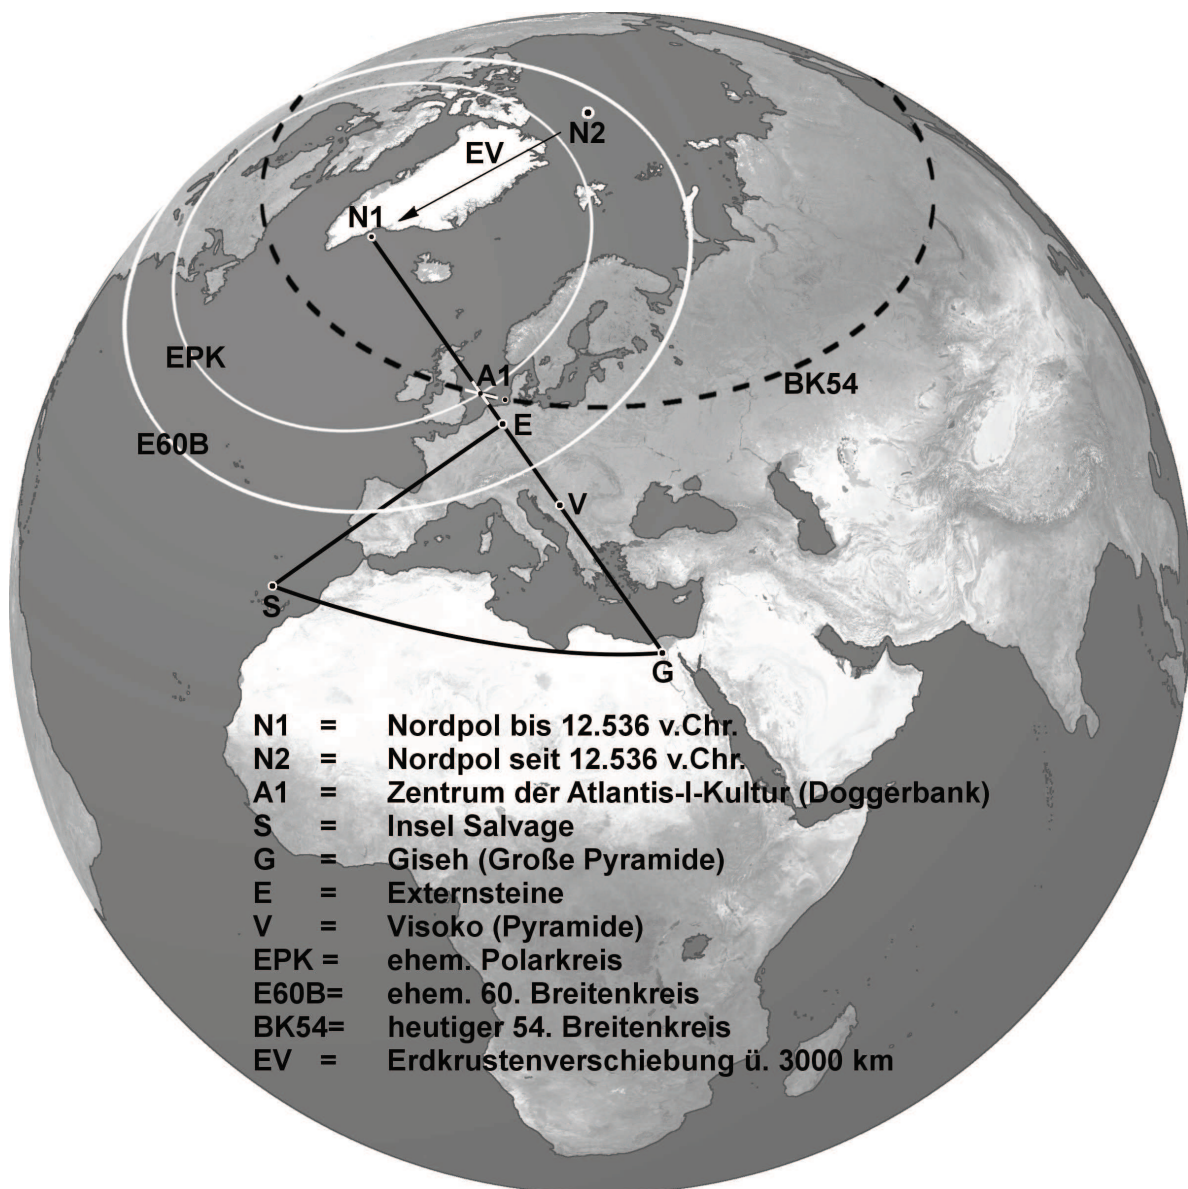 N2
EV
N1
EPK
A1
BK54
E
E60B
V
S
G
N1 = Nordpol bis 12.536 v.Chr.
N2 = Nordpol seit 12.536 v.Chr.
A1 = Zentrum der Atlantis-I-Kultur (Doggerbank)
S = Insel Salvage
G = Giseh (Große Pyramide)
E = Externsteine
V = Visoko (Pyramide)
EPK = ehem. Polarkreis
E60B= ehem. 60. Breitenkreis
BK54= heutiger 54. Breitenkreis
EV = Erdkrustenverschiebung ü. 3000 km